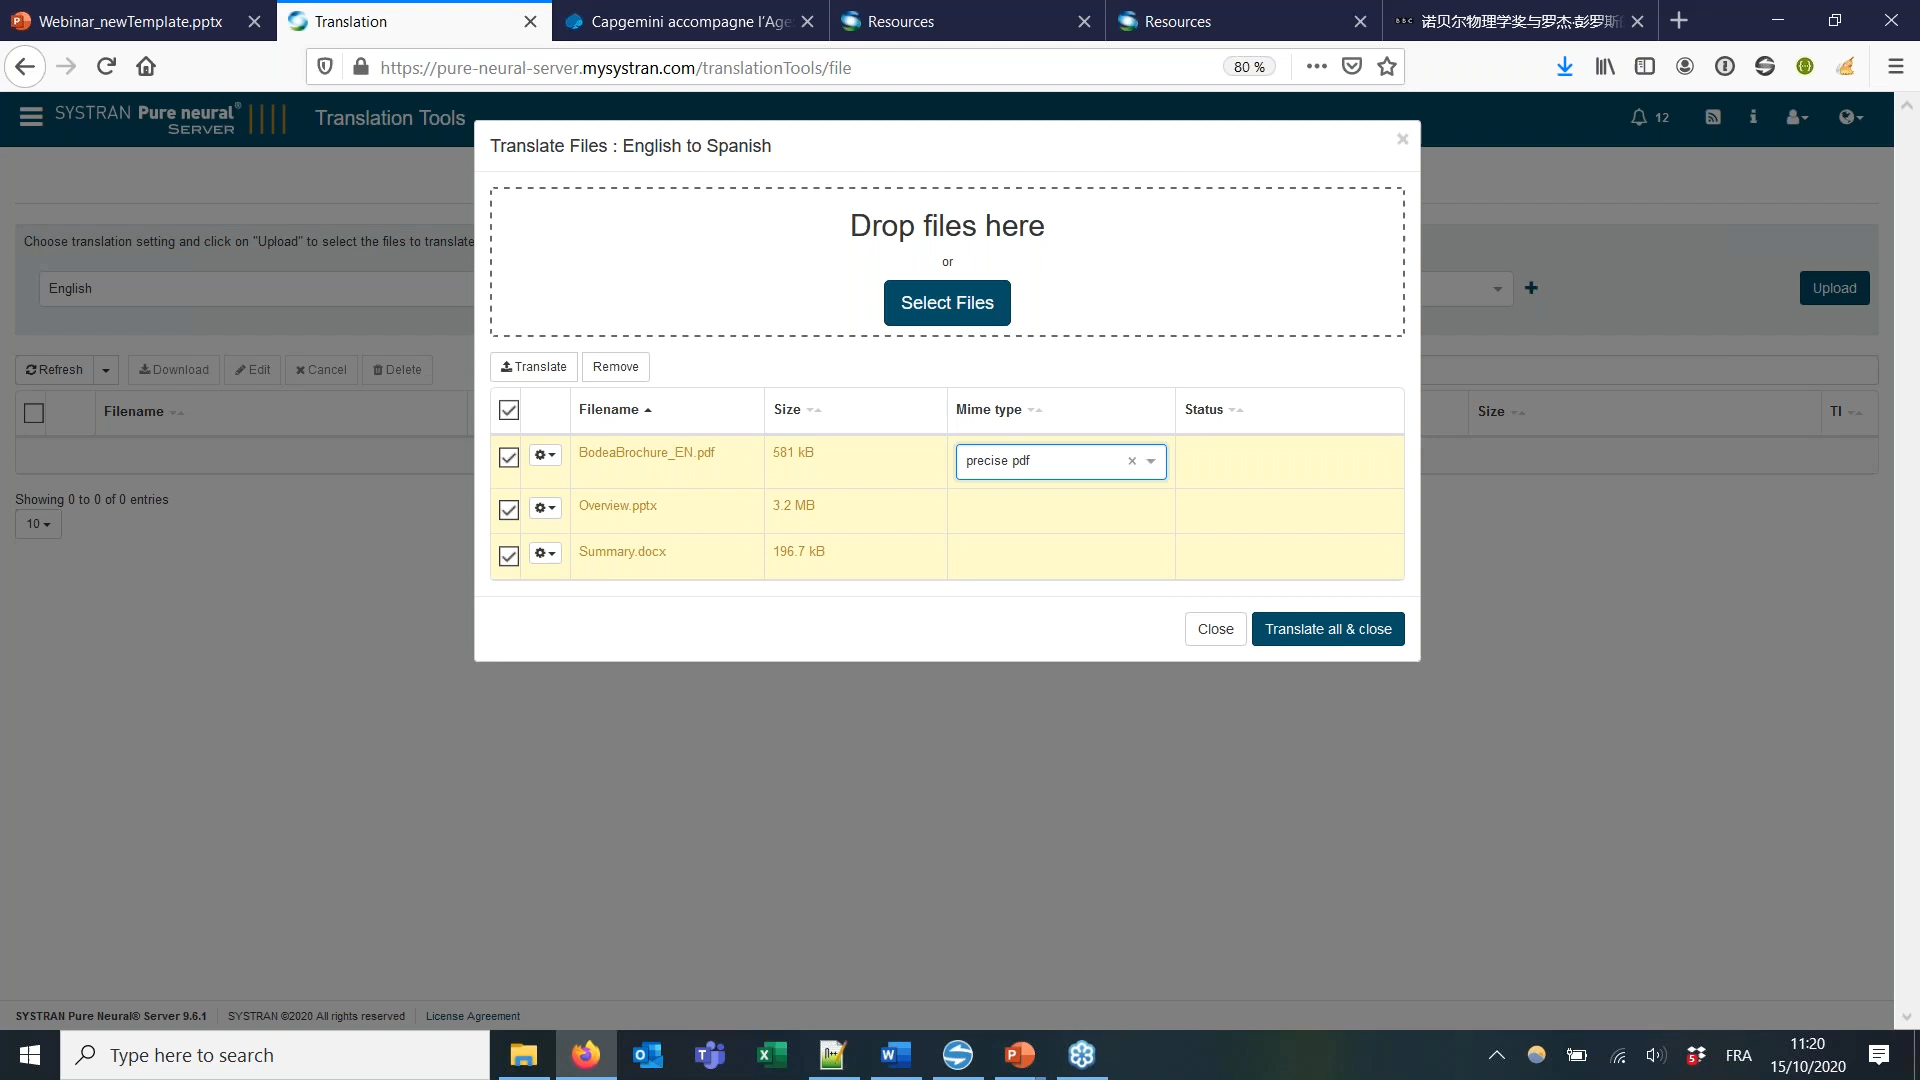 Webinar_newTemplate.pptx
Translation
Capgemini accompagne l'Age
Resources
Resources
BBC 诺贝尔物理学奖与罗杰·彭罗斯
https://pure-neural-server.mysystran.com/translationTools/file
80 %
SYSTRAN Pure neural®
SERVER
Translation Tools
12
Translate Files : English to Spanish
Drop files here
or
Select Files
Choose translation setting and click on "Upload" to select the files to translate
English
Upload
Refresh
Download
Edit
Cancel
Delete
Translate
Remove
Filename
Size
TI
Filename
Size
Mime type
Status
BodeaBrochure_EN.pdf
581 kB
precise pdf
Overview.pptx
3.2 MB
Summary.docx
196.7 kB
Showing 0 to 0 of 0 entries
10
Close
Translate all & close
SYSTRAN Pure Neural® Server 9.6.1
SYSTRAN ©2020 All rights reserved
License Agreement
Type here to search
5
FRA
11:20
15/10/2020